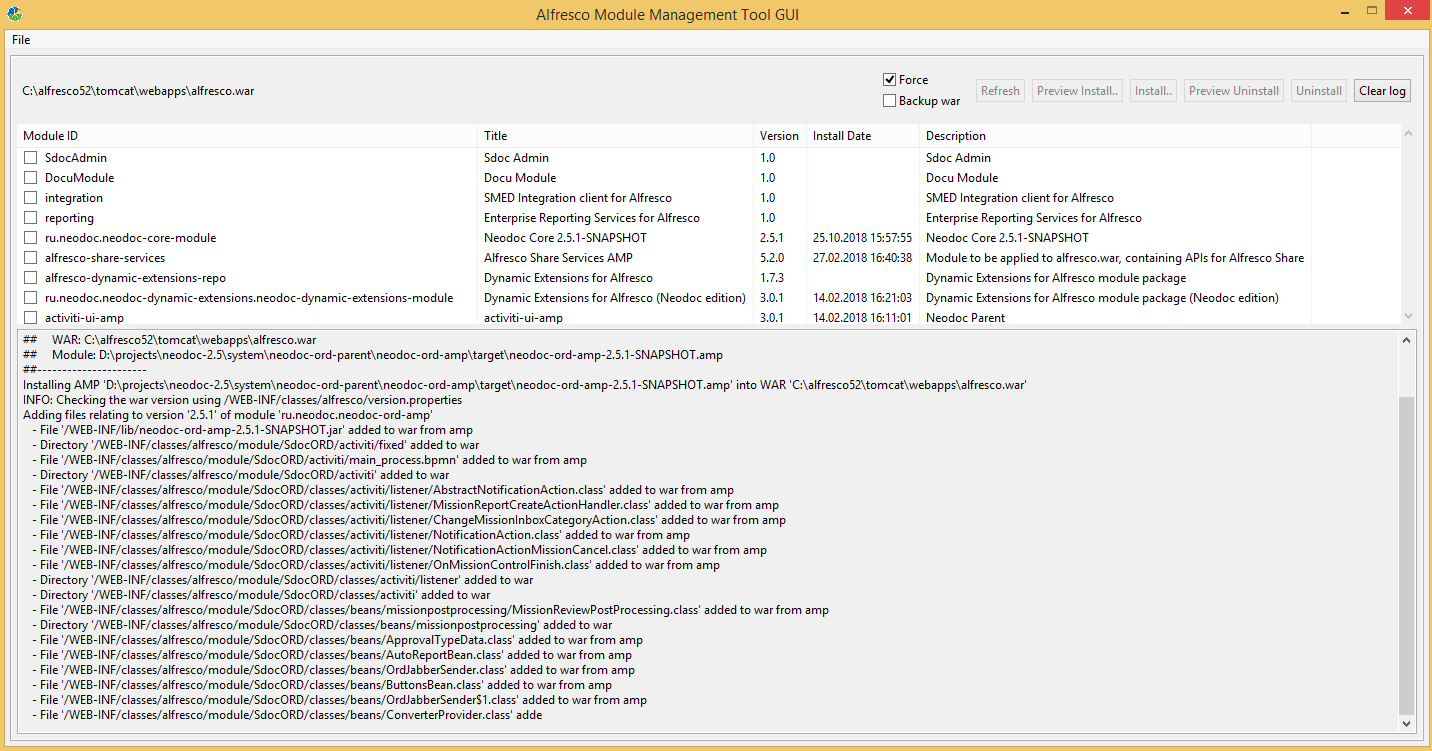 Alfresco Module Management Tool GUI
File
C:\alfresco52\tomcat\webapps\alfresco.war
Force
Backup war
Refresh Preview Install.. Install.. Preview Uninstall Uninstall Clear log
Module ID Title Version Install Date Description
SdocAdmin Sdoc Admin 1.0 Sdoc Admin
DocuModule Docu Module 1.0 Docu Module
integration SMED Integration client for Alfresco 1.0 SMED Integration client for Alfresco
reporting Enterprise Reporting Services for Alfresco 1.0 Enterprise Reporting Services for Alfresco
ru.neodoc.neodoc-core-module Neodoc Core 2.5.1-SNAPSHOT 2.5.1 25.10.2018 15:57:55 Neodoc Core 2.5.1-SNAPSHOT
alfresco-share-services Alfresco Share Services AMP 5.2.0 27.02.2018 16:40:38 Module to be applied to alfresco.war, containing APIs for Alfresco Share
alfresco-dynamic-extensions-repo Dynamic Extensions for Alfresco 1.7.3 Dynamic Extensions for Alfresco module package
ru.neodoc.neodoc-dynamic-extensions.neodoc-dynamic-extensions-module Dynamic Extensions for Alfresco (Neodoc edition) 3.0.1 14.02.2018 16:21:03 Dynamic Extensions for Alfresco module package (Neodoc edition)
activiti-ui-amp activiti-ui-amp 3.0.1 14.02.2018 16:11:01 Neodoc Parent
## WAR: C:\alfresco52\tomcat\webapps\alfresco.war
## Module: D:\projects\neodoc-2.5\system\neodoc-ord-parent\neodoc-ord-amp\target\neodoc-ord-amp-2.5.1-SNAPSHOT.amp
##----------------------
Installing AMP 'D:\projects\neodoc-2.5\system\neodoc-ord-parent\neodoc-ord-amp\target\neodoc-ord-amp-2.5.1-SNAPSHOT.amp' into WAR 'C:\alfresco52\tomcat\webapps\alfresco.war'
INFO: Checking the war version using /WEB-INF/classes/alfresco/version.properties
Adding files relating to version '2.5.1' of module 'ru.neodoc.neodoc-ord-amp'
- File '/WEB-INF/lib/neodoc-ord-amp-2.5.1-SNAPSHOT.jar' added to war from amp
- Directory '/WEB-INF/classes/alfresco/module/SdocORD/activiti/fixed' added to war
- File '/WEB-INF/classes/alfresco/module/SdocORD/activiti/main_process.bpmn' added to war from amp
- Directory '/WEB-INF/classes/alfresco/module/SdocORD/activiti' added to war
- File '/WEB-INF/classes/alfresco/module/SdocORD/classes/activiti/listener/AbstractNotificationAction.class' added to war from amp
- File '/WEB-INF/classes/alfresco/module/SdocORD/classes/activiti/listener/MissionReportCreateActionHandler.class' added to war from amp
- File '/WEB-INF/classes/alfresco/module/SdocORD/classes/activiti/listener/ChangeMissionInboxCategoryAction.class' added to war from amp
- File '/WEB-INF/classes/alfresco/module/SdocORD/classes/activiti/listener/NotificationAction.class' added to war from amp
- File '/WEB-INF/classes/alfresco/module/SdocORD/classes/activiti/listener/NotificationActionMissionCancel.class' added to war from amp
- File '/WEB-INF/classes/alfresco/module/SdocORD/classes/activiti/listener/OnMissionControlFinish.class' added to war from amp
- Directory '/WEB-INF/classes/alfresco/module/SdocORD/classes/activiti/listener' added to war
- Directory '/WEB-INF/classes/alfresco/module/SdocORD/classes/activiti' added to war
- File '/WEB-INF/classes/alfresco/module/SdocORD/classes/beans/missionpostprocessing/MissionReviewPostProcessing.class' added to war from amp
- Directory '/WEB-INF/classes/alfresco/module/SdocORD/classes/beans/missionpostprocessing' added to war
- File '/WEB-INF/classes/alfresco/module/SdocORD/classes/beans/ApprovalTypeData.class' added to war from amp
- File '/WEB-INF/classes/alfresco/module/SdocORD/classes/beans/AutoReportBean.class' added to war from amp
- File '/WEB-INF/classes/alfresco/module/SdocORD/classes/beans/OrdJabberSender.class' added to war from amp
- File '/WEB-INF/classes/alfresco/module/SdocORD/classes/beans/ButtonsBean.class' added to war from amp
- File '/WEB-INF/classes/alfresco/module/SdocORD/classes/beans/OrdJabberSender$1.class' added to war from amp
- File '/WEB-INF/classes/alfresco/module/SdocORD/classes/beans/ConverterProvider.class' adde